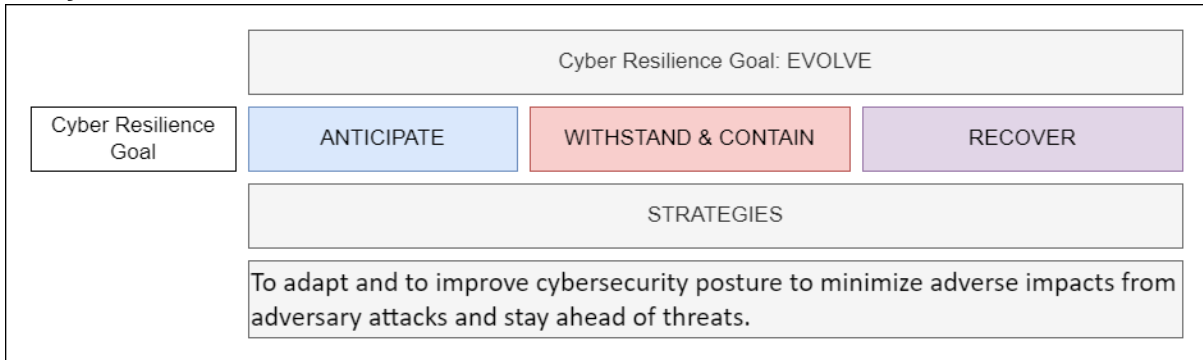 Cyber Resilience Goal: EVOLVE
Cyber Resilience
Goal
ANTICIPATE
WITHSTAND & CONTAIN
RECOVER
STRATEGIES
To adapt and to improve cybersecurity posture to minimize adverse impacts from
adversary attacks and stay ahead of threats.